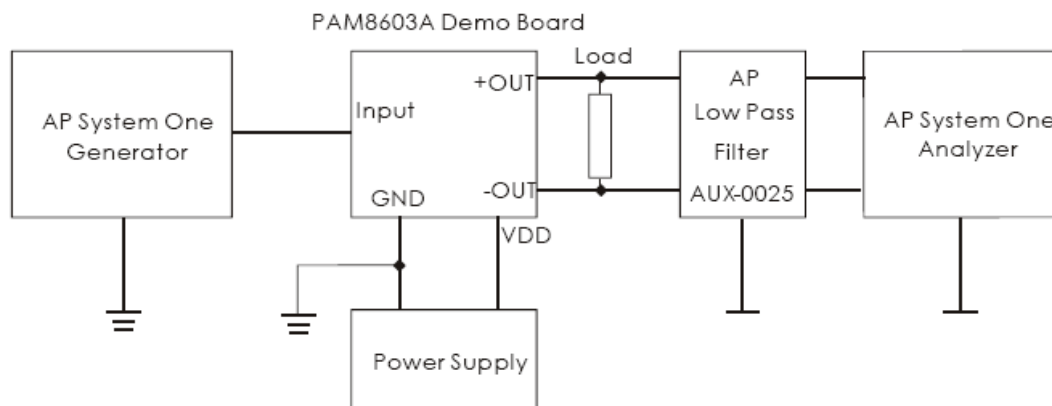 PAM8603A Demo Board
AP System One
Generator
Input
+OUT
-OUT
GND
VDD
Load
AP
Low Pass
Filter
AUX-0025
AP System One
Analyzer
Power Supply